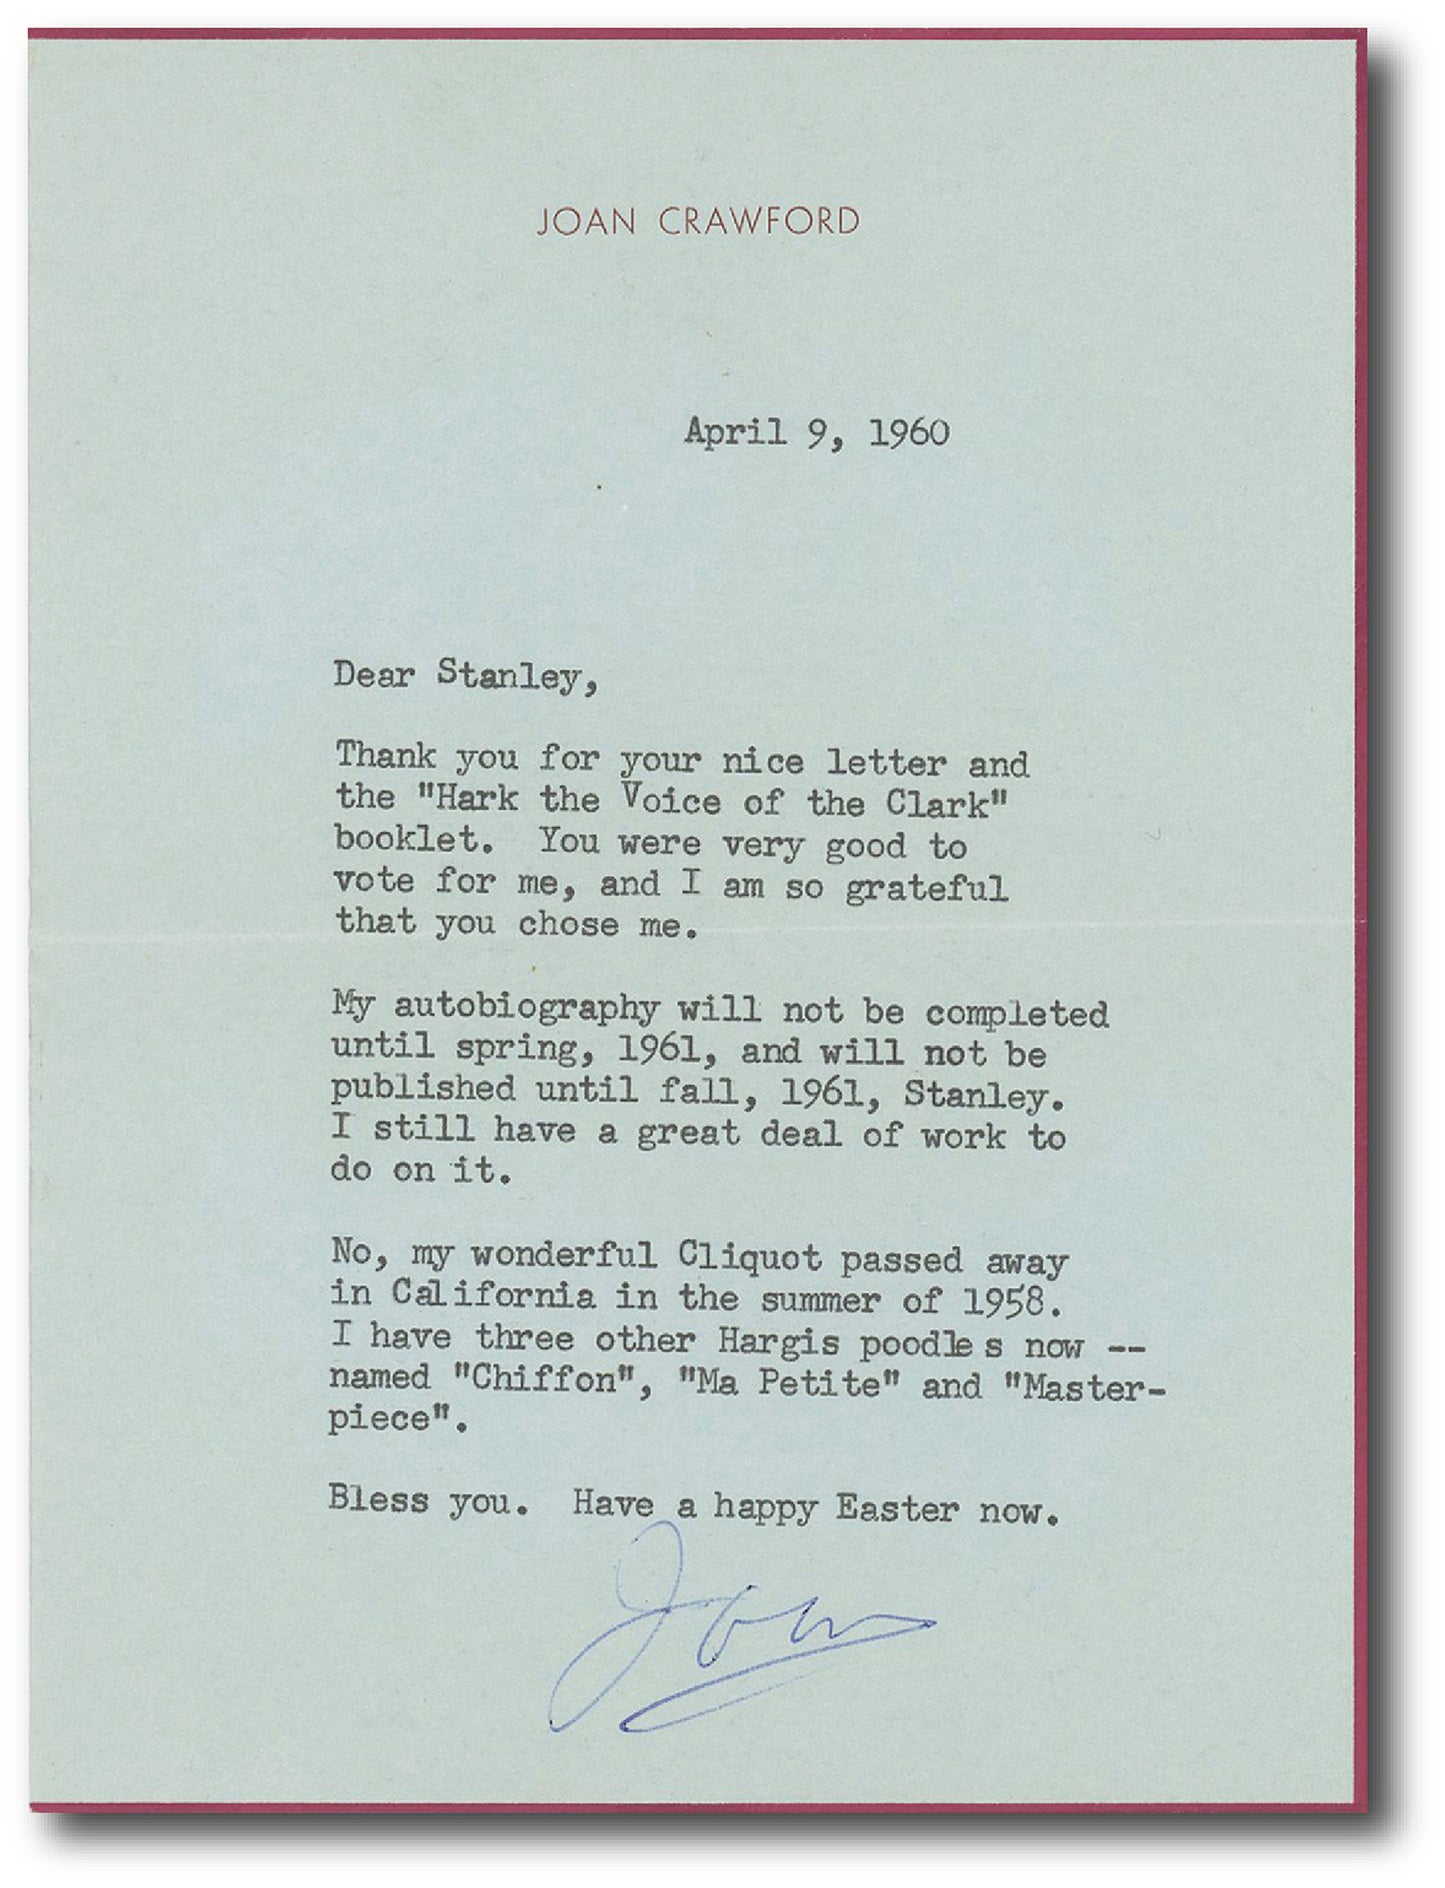 JOAN CRAWFORD
April 9, 1960
Dear Stanley,
Thank you for your nice letter and
the "Hark the Voice of the Clark"
booklet.  You were very good to
vote for me, and I am so grateful
that you chose me.
My autobiography will not be completed
until spring, 1961, and will not be
published until fall, 1961, Stanley.
I still have a great deal of work to
do on it.
No, my wonderful Cliquot passed away
in California in the summer of 1958.
I have three other Hargis poodles now --
named "Chiffon", "Ma Petite" and "Master-
piece".
Bless you.  Have a happy Easter now.
Joan